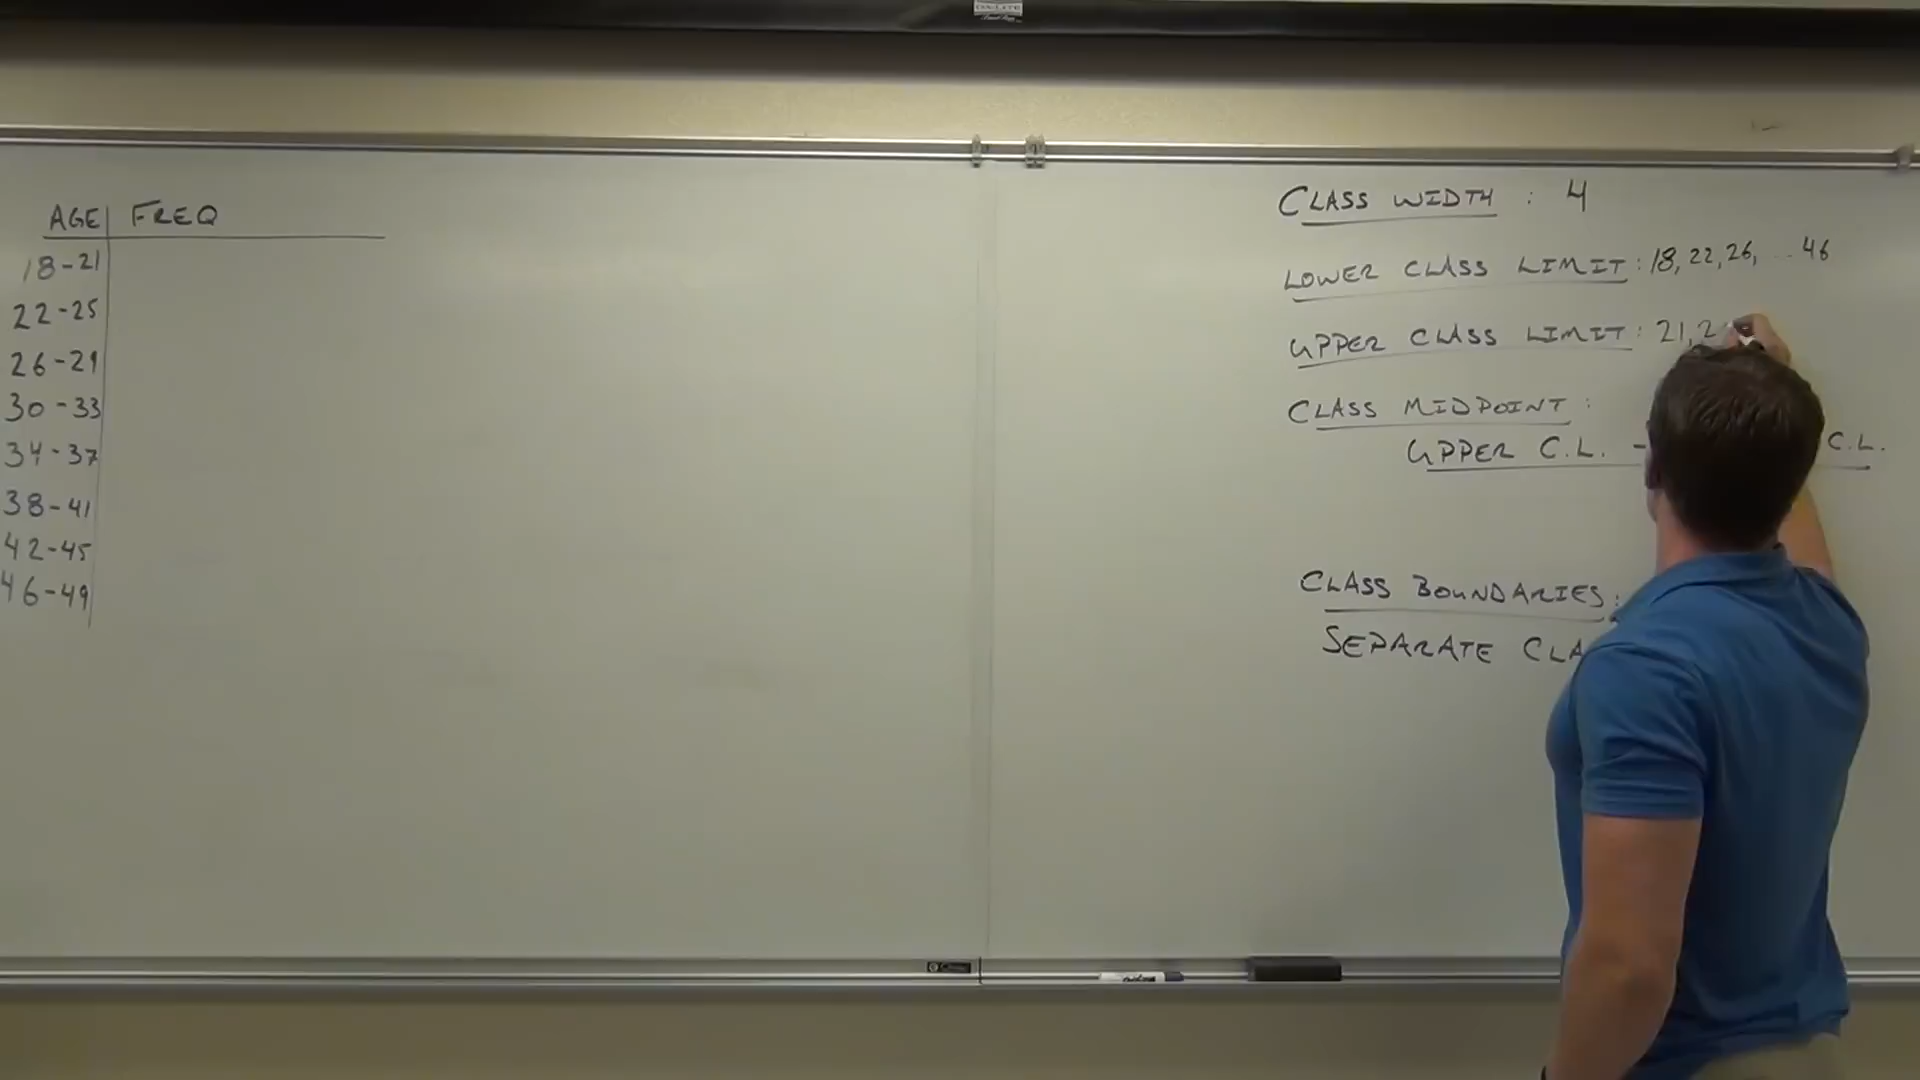 AGE FREQ
18-21
22-25
26-29
30-33
34-37
38-41
42-45
46-49
CLASS WIDTH : 4
LOWER CLASS LIMIT : 18, 22, 26, ... 46
UPPER CLASS LIMIT : 21, 2
CLASS MIDPOINT :
UPPER C.L. - C.L.
CLASS BOUNDARIES :
SEPARATE CLA